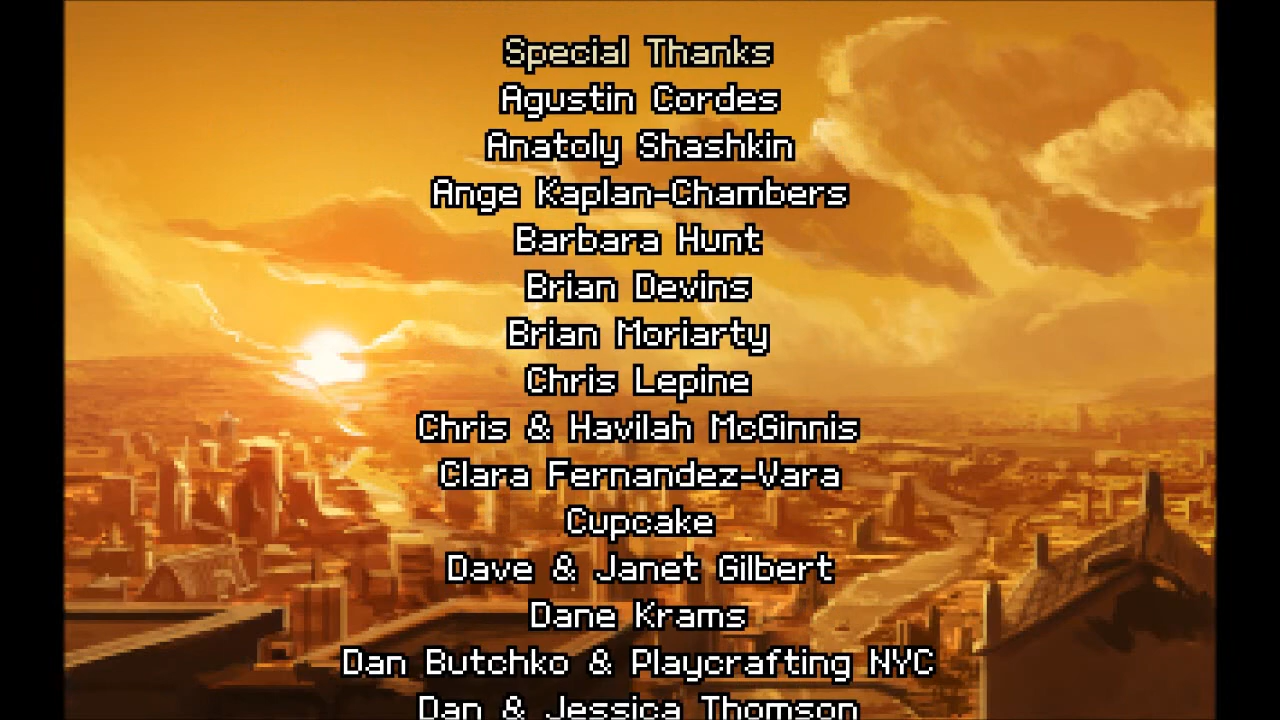 Special Thanks
Agustin Cordes
Anatoly Shashkin
Ange Kaplan-Chambers
Barbara Hunt
Brian Devins
Brian Moriarty
Chris Lepine
Chris & Havilah McGinnis
Clara Fernandez-Vara
Cupcake
Dave & Janet Gilbert
Dane Krams
Dan Butchko & Playcrafting NYC
Dan & Jessica Thomson